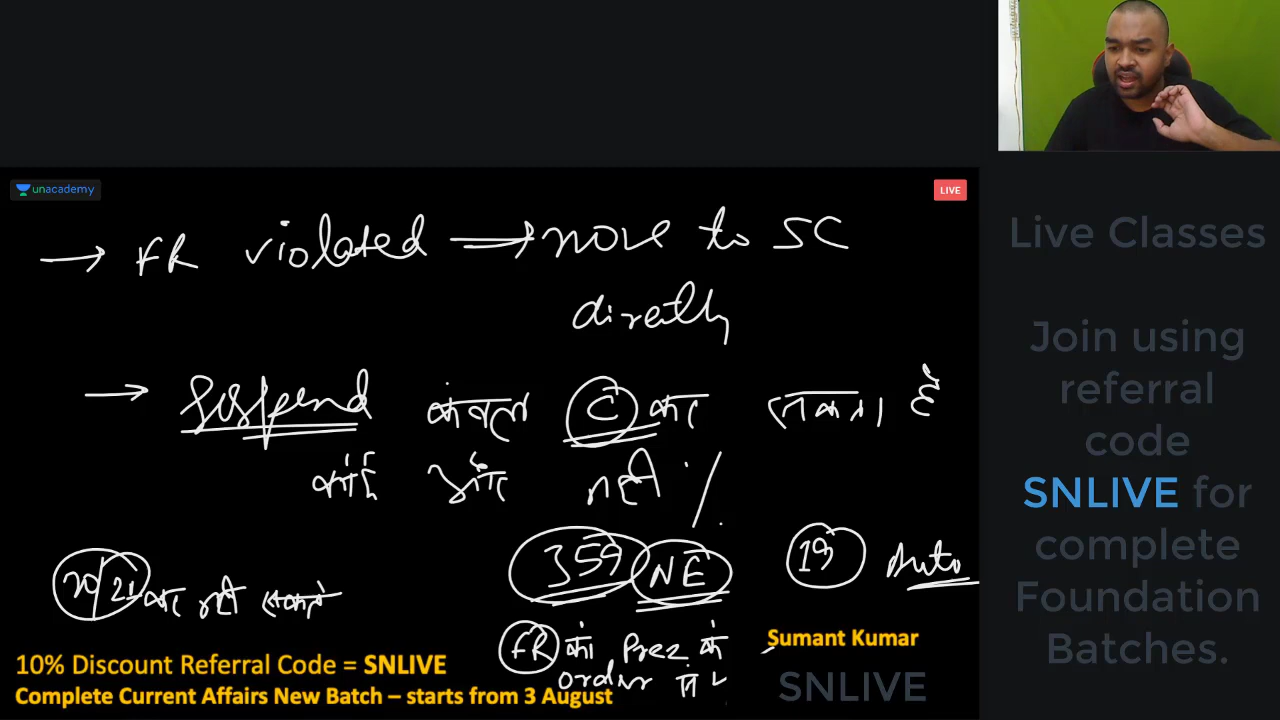 unacademy
LIVE
→ FR violated ⟹ move to SC
directly
→ Suspend केवल C कर सकता है
कोई और नहीं
359 NE 19 Auto
20/21 का नहीं सकते
FR को Prez. के
order से
Sumant Kumar
SNLIVE
10% Discount Referral Code = SNLIVE
Complete Current Affairs New Batch – starts from 3 August
Live Classes
Join using
referral
code
SNLIVE for
complete
Foundation
Batches.